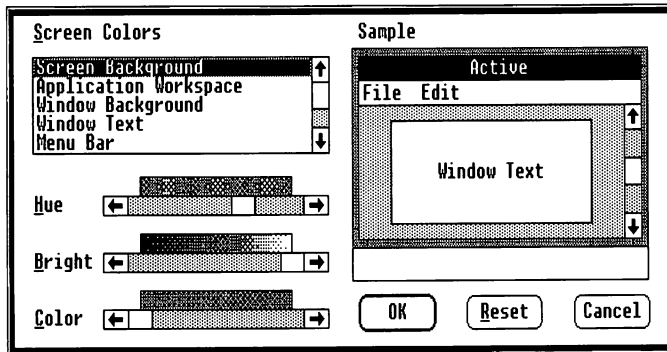 Screen Colors
Screen Background
Application Workspace
Window Background
Window Text
Menu Bar
Hue
Bright
Color
Sample
Active
File Edit
Window Text
OK Reset Cancel